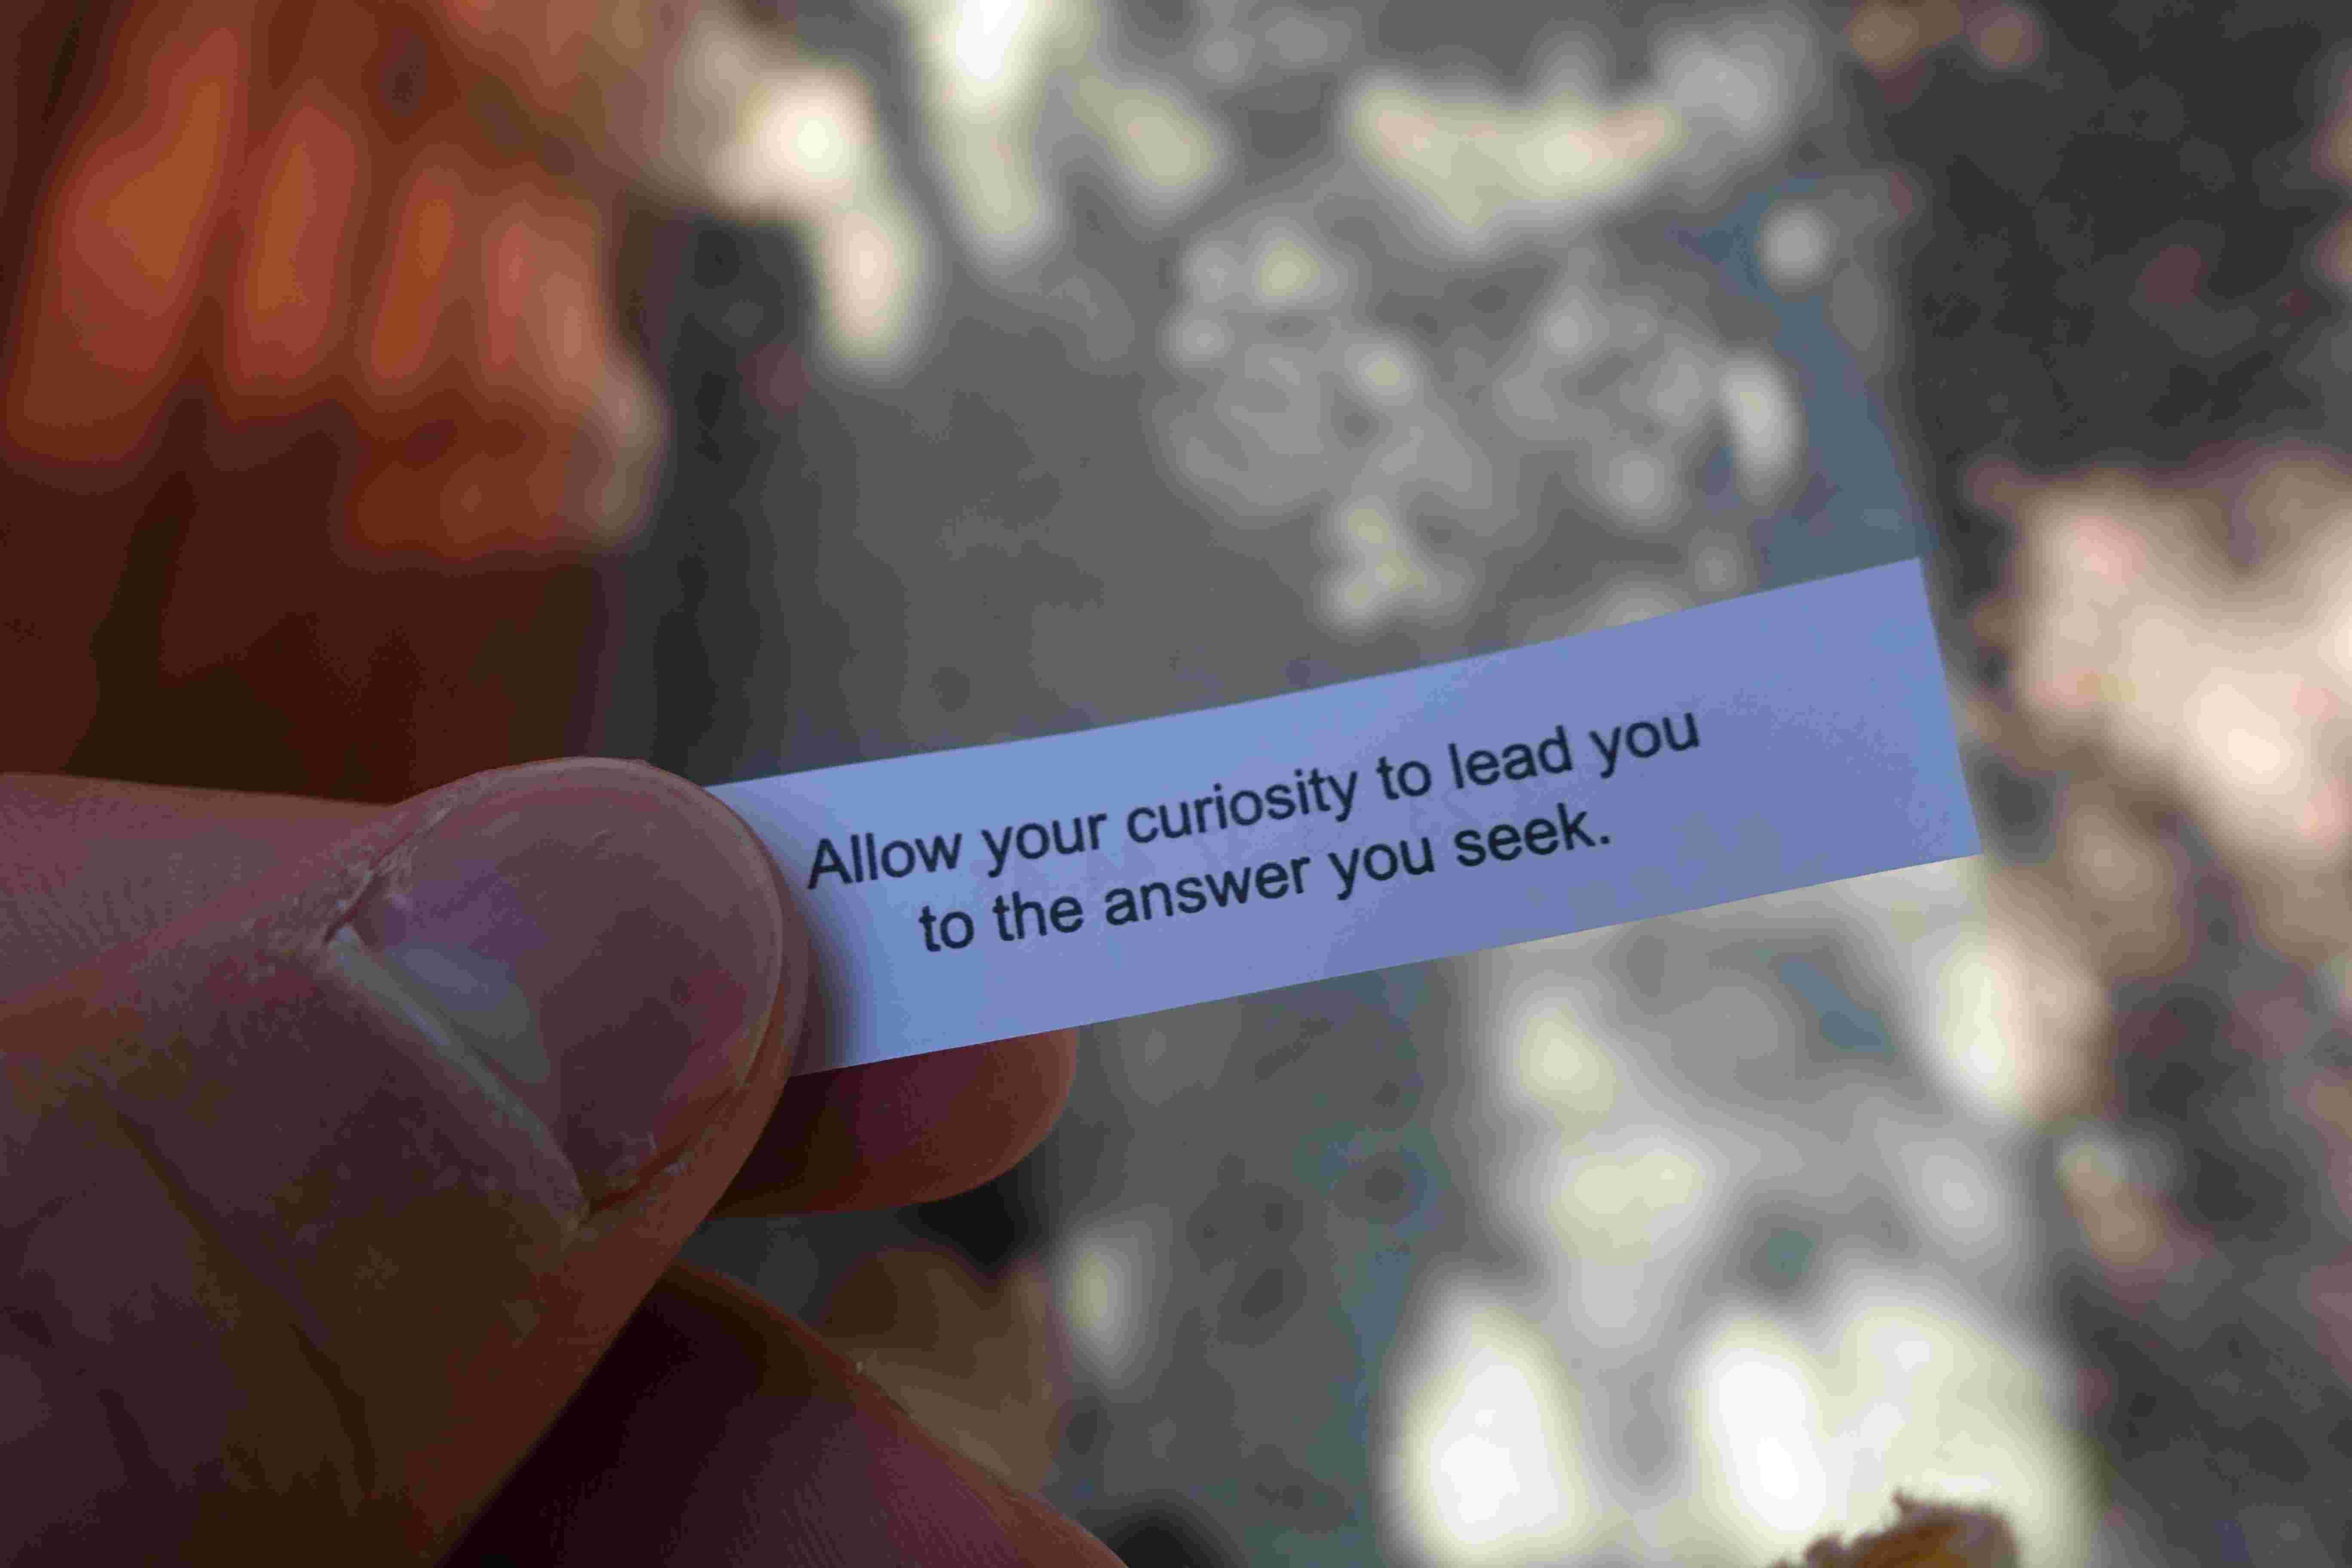 Allow your curiosity to lead you
to the answer you seek.